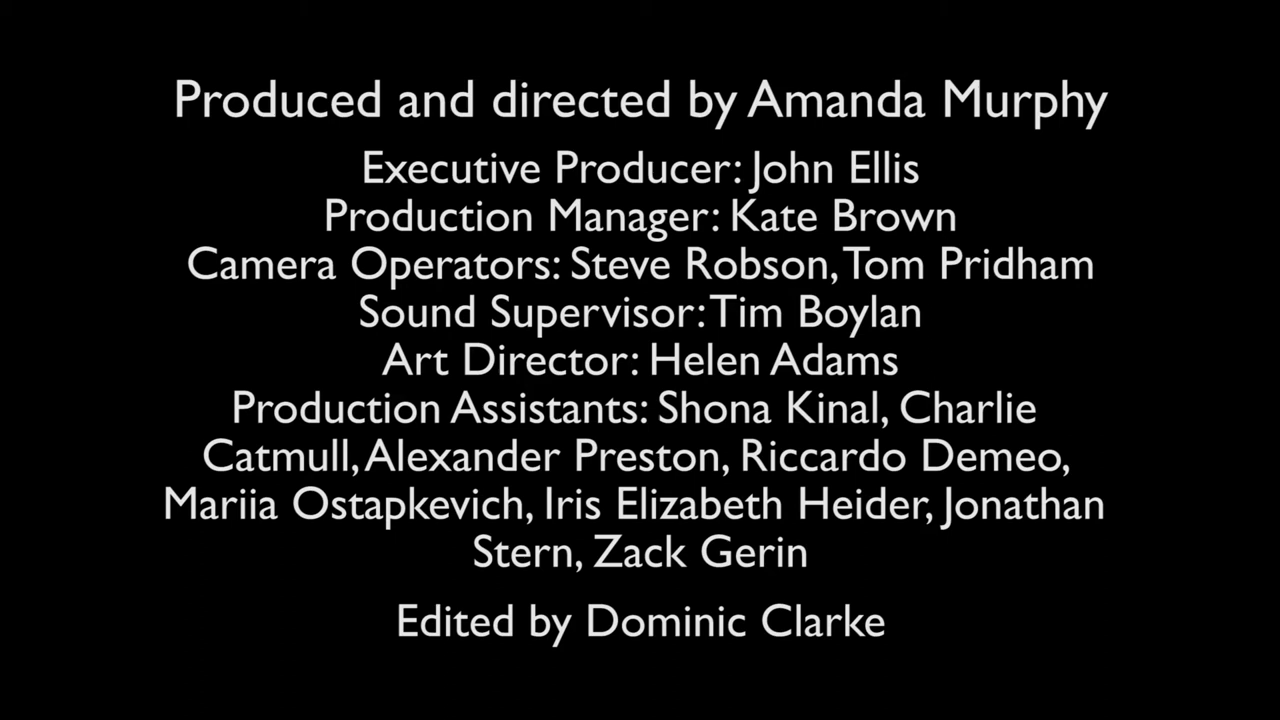 Produced and directed by Amanda Murphy
Executive Producer: John Ellis
Production Manager: Kate Brown
Camera Operators: Steve Robson, Tom Pridham
Sound Supervisor: Tim Boylan
Art Director: Helen Adams
Production Assistants: Shona Kinal, Charlie
Catmull, Alexander Preston, Riccardo Demeo,
Mariia Ostapkevich, Iris Elizabeth Heider, Jonathan
Stern, Zack Gerin
Edited by Dominic Clarke